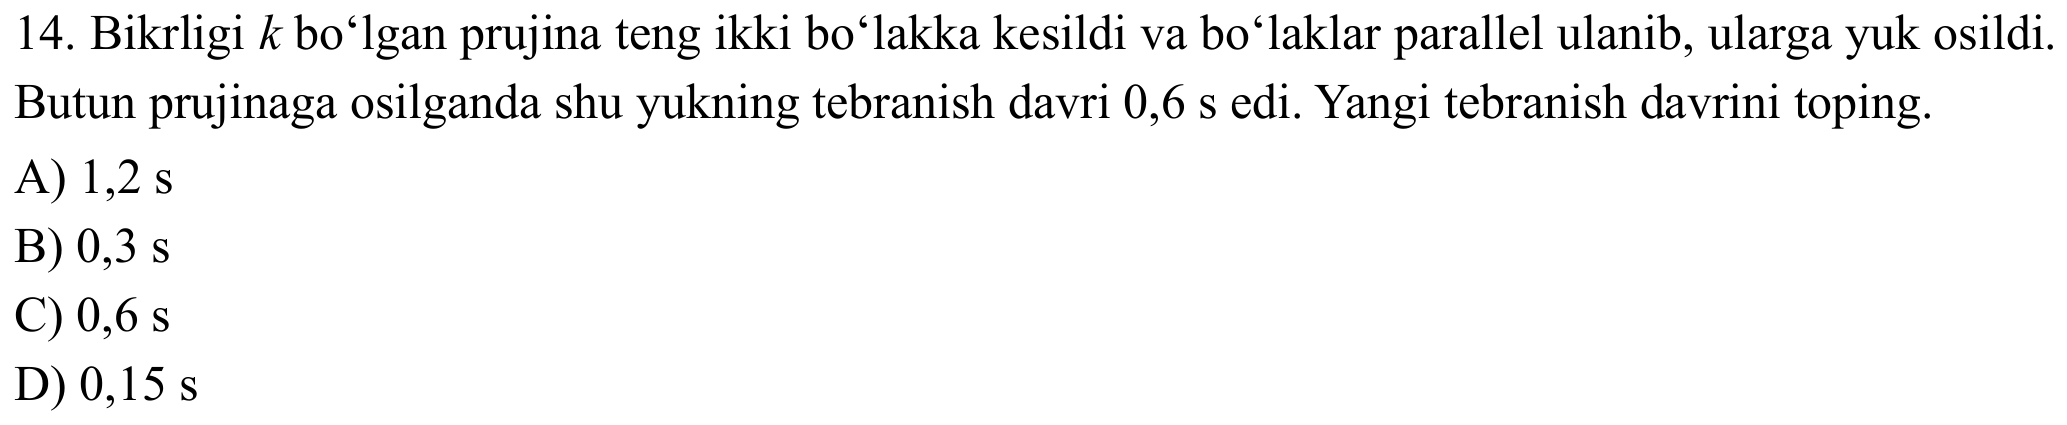 14. Bikrligi k bo‘lgan prujina teng ikki bo‘lakka kesildi va bo‘laklar parallel ulanib, ularga yuk osildi.
Butun prujinaga osilganda shu yukning tebranish davri 0,6 s edi. Yangi tebranish davrini toping.
A) 1,2 s
B) 0,3 s
C) 0,6 s
D) 0,15 s